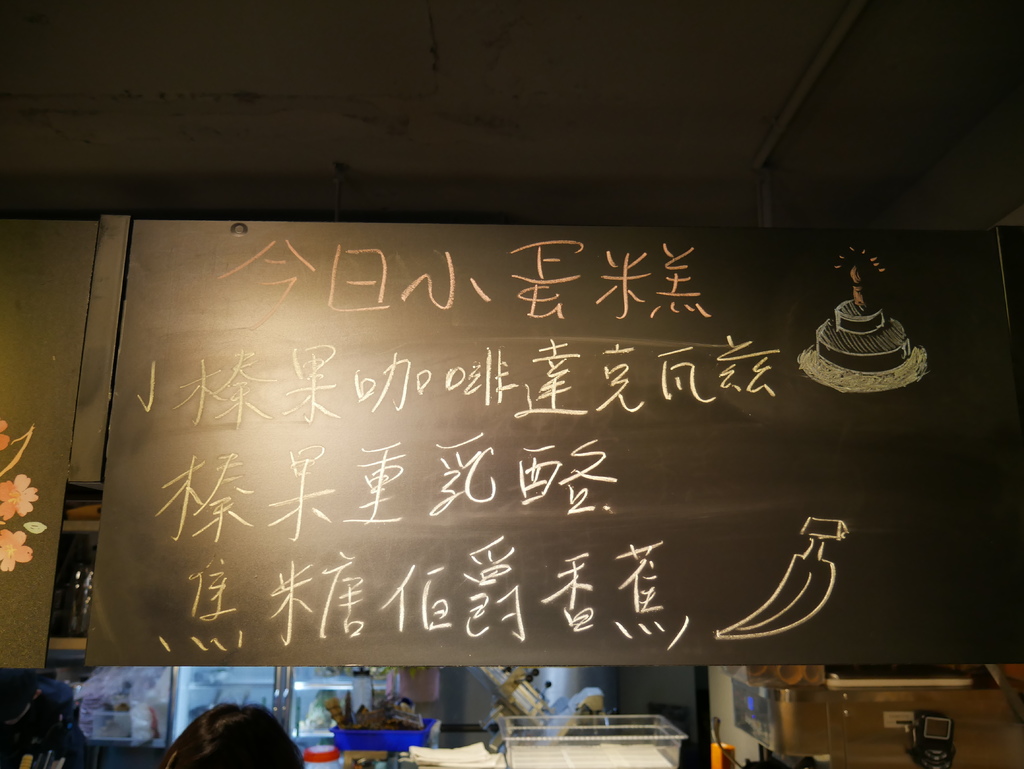 今日小蛋糕
榛果咖啡達克瓦茲
榛果重乳酪
焦糖伯爵香蕉